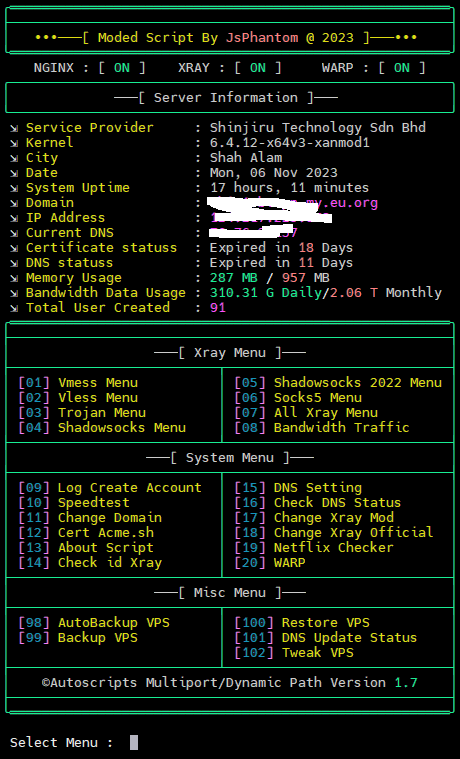 •••───[ Moded Script By JsPhantom @ 2023 ]───•••
NGINX : [ ON ] XRAY : [ ON ] WARP : [ ON ]
───[ Server Information ]───
⇲ Service Provider : Shinjiru Technology Sdn Bhd
⇲ Kernel : 6.4.12-x64v3-xanmod1
⇲ City : Shah Alam
⇲ Date : Mon, 06 Nov 2023
⇲ System Uptime : 17 hours, 11 minutes
⇲ Domain : my.eu.org
⇲ IP Address :
⇲ Current DNS :
⇲ Certificate statuss : Expired in 18 Days
⇲ DNS statuss : Expired in 11 Days
⇲ Memory Usage : 287 MB / 957 MB
⇲ Bandwidth Data Usage : 310.31 G Daily/2.06 T Monthly
⇲ Total User Created : 91
───[ Xray Menu ]───
[01] Vmess Menu [05] Shadowsocks 2022 Menu
[02] Vless Menu [06] Socks5 Menu
[03] Trojan Menu [07] All Xray Menu
[04] Shadowsocks Menu [08] Bandwidth Traffic
───[ System Menu ]───
[09] Log Create Account [15] DNS Setting
[10] Speedtest [16] Check DNS Status
[11] Change Domain [17] Change Xray Mod
[12] Cert Acme.sh [18] Change Xray Official
[13] About Script [19] Netflix Checker
[14] Check id Xray [20] WARP
───[ Misc Menu ]───
[98] AutoBackup VPS [100] Restore VPS
[99] Backup VPS [101] DNS Update Status
[102] Tweak VPS
©Autoscripts Multiport/Dynamic Path Version 1.7
Select Menu :